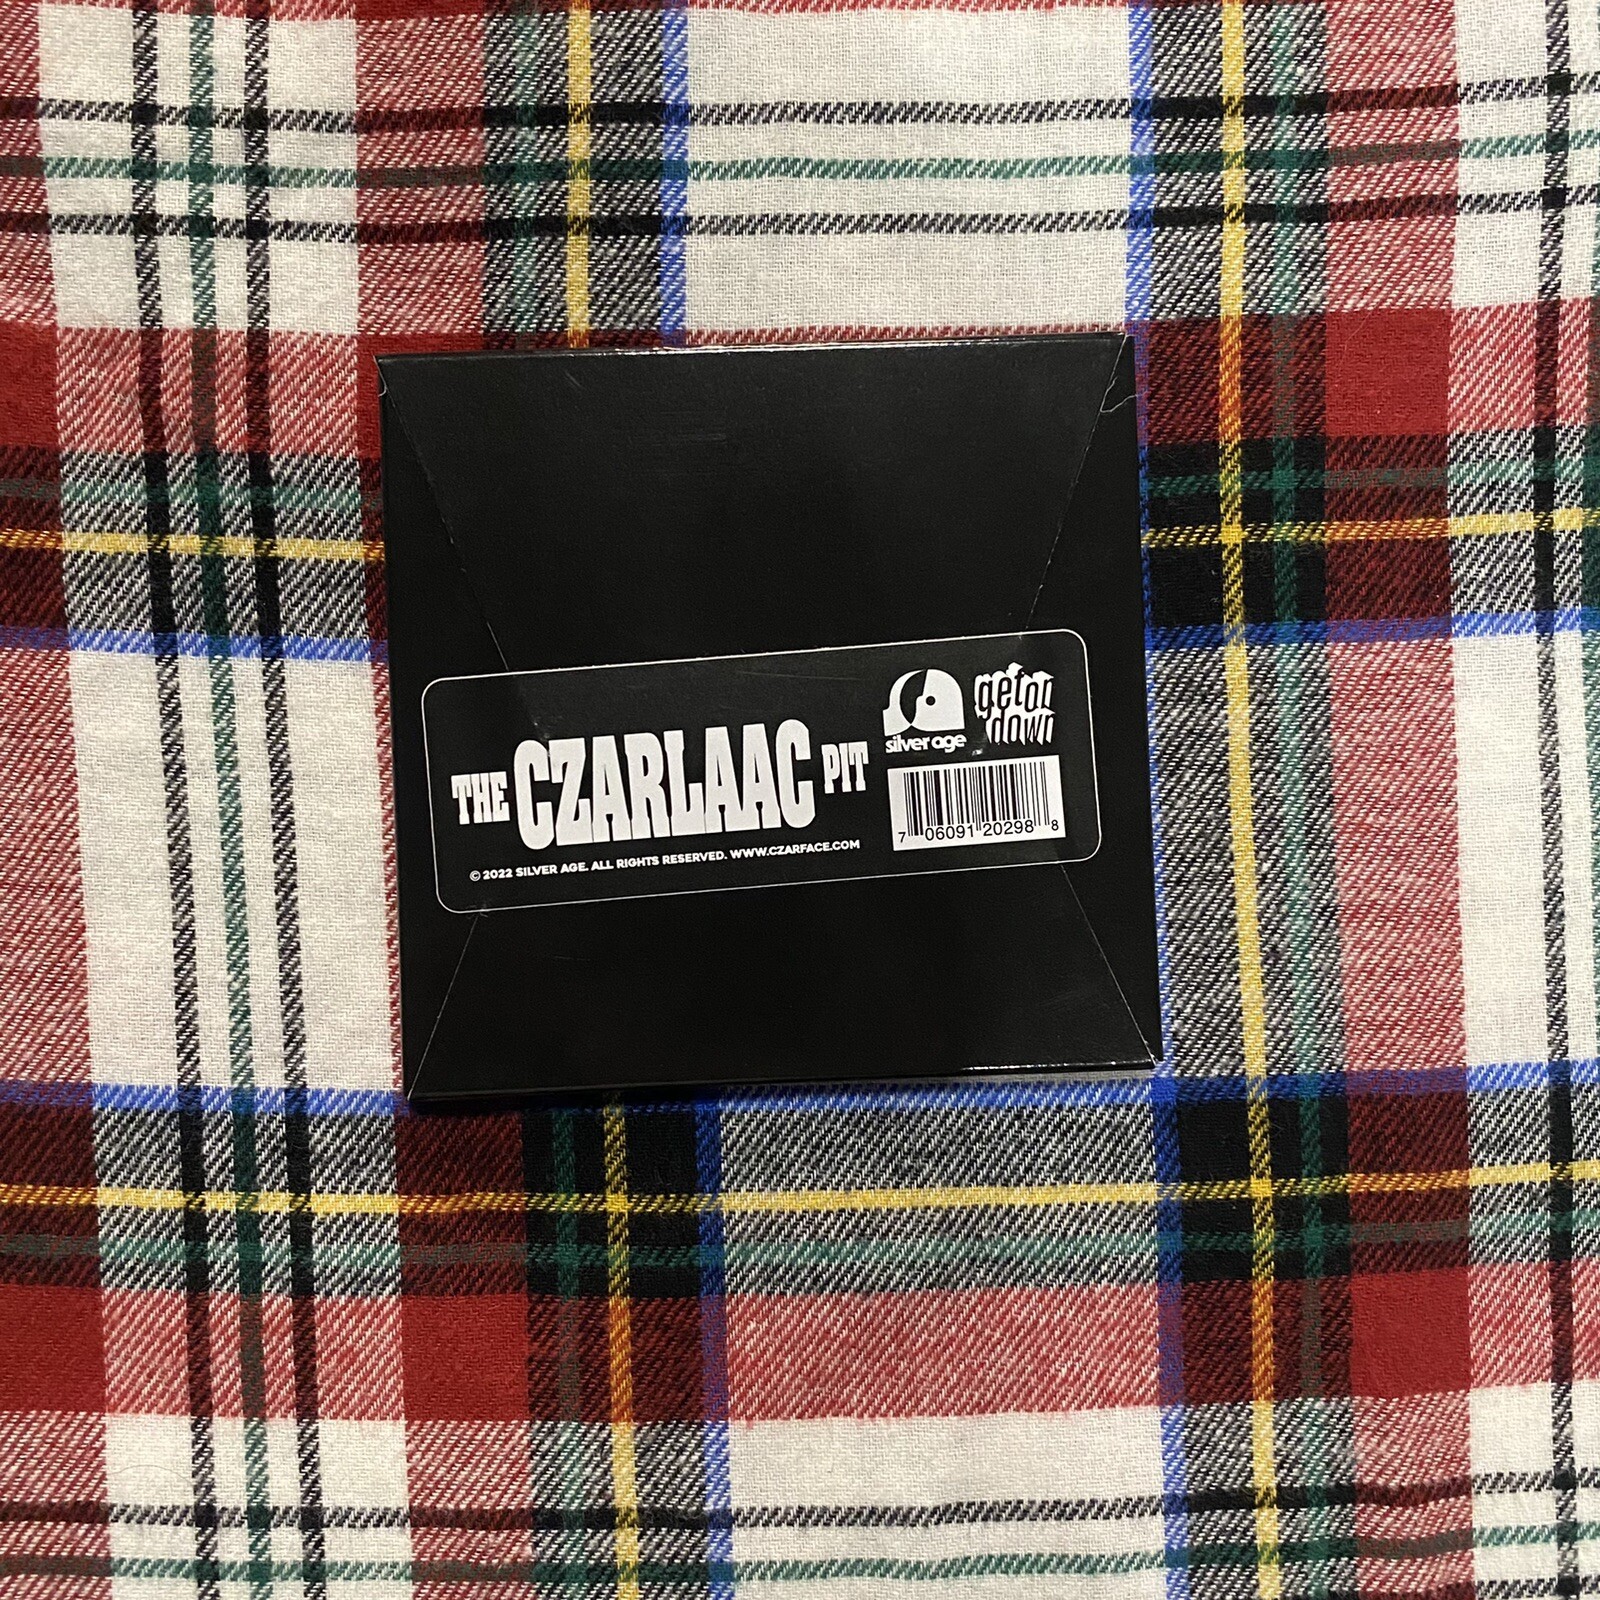 THE CZARLAAC PIT
© 2022 SILVER AGE. ALL RIGHTS RESERVED. WWW.CZARFACE.COM
silver age
get on
down
7 06091 20298 8